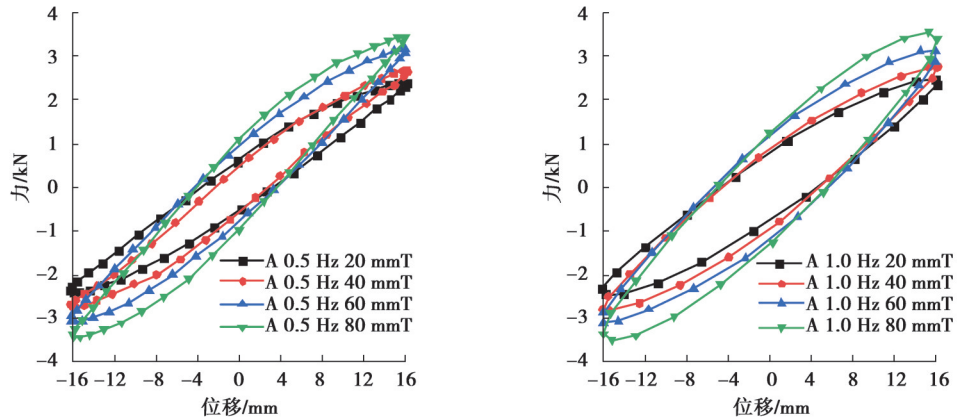 4
3
2
1
0
−1
−2
−3
−4
力/kN
−16 −12 −8 −4 0 4 8 12 16
位移/mm
A 0.5 Hz 20 mmT
A 0.5 Hz 40 mmT
A 0.5 Hz 60 mmT
A 0.5 Hz 80 mmT
4
3
2
1
0
−1
−2
−3
−4
力/kN
−16 −12 −8 −4 0 4 8 12 16
位移/mm
A 1.0 Hz 20 mmT
A 1.0 Hz 40 mmT
A 1.0 Hz 60 mmT
A 1.0 Hz 80 mmT